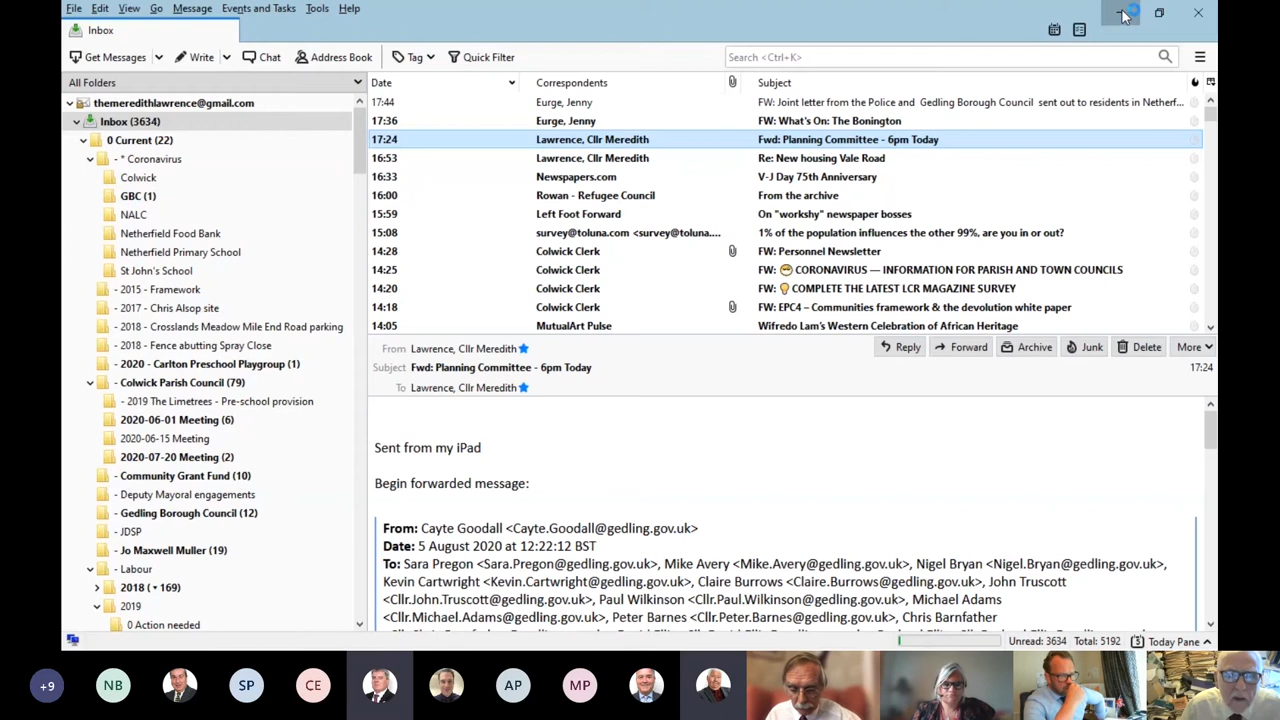 File Edit View Go Message Events and Tasks Tools Help
Inbox
Get Messages Write Chat Address Book Tag Quick Filter Search <Ctrl+K>
All Folders
themeredithlawrence@gmail.com
Inbox (3634)
0 Current (22)
- * Coronavirus
Colwick
GBC (1)
NALC
Netherfield Food Bank
Netherfield Primary School
St John's School
- 2015 - Framework
- 2017 - Chris Alsop site
- 2018 - Crosslands Meadow Mile End Road parking
- 2018 - Fence abutting Spray Close
- 2020 - Carlton Preschool Playgroup (1)
- Colwick Parish Council (79)
- 2019 The Limetrees - Pre-school provision
2020-06-01 Meeting (6)
2020-06-15 Meeting
2020-07-20 Meeting (2)
- Community Grant Fund (10)
- Deputy Mayoral engagements
- Gedling Borough Council (12)
- JDSP
- Jo Maxwell Muller (19)
- Labour
2018 (• 169)
2019
0 Action needed
Date Correspondents Subject
17:44 Eurge, Jenny FW: Joint letter from the Police and Gedling Borough Council sent out to residents in Netherf...
17:36 Eurge, Jenny FW: What's On: The Bonington
17:24 Lawrence, Cllr Meredith Fwd: Planning Committee - 6pm Today
16:53 Lawrence, Cllr Meredith Re: New housing Vale Road
16:33 Newspapers.com V-J Day 75th Anniversary
16:00 Rowan - Refugee Council From the archive
15:59 Left Foot Forward On "workshy" newspaper bosses
15:08 survey@toluna.com <survey@toluna.... 1% of the population influences the other 99%, are you in or out?
14:28 Colwick Clerk FW: Personnel Newsletter
14:25 Colwick Clerk FW: 😷 CORONAVIRUS — INFORMATION FOR PARISH AND TOWN COUNCILS
14:20 Colwick Clerk FW: 💡 COMPLETE THE LATEST LCR MAGAZINE SURVEY
14:18 Colwick Clerk FW: EPC4 – Communities framework & the devolution white paper
14:05 MutualArt Pulse Wifredo Lam's Western Celebration of African Heritage
From Lawrence, Cllr Meredith Reply Forward Archive Junk Delete More
Subject Fwd: Planning Committee - 6pm Today 17:24
To Lawrence, Cllr Meredith
Sent from my iPad
Begin forwarded message:
From: Cayte Goodall <Cayte.Goodall@gedling.gov.uk>
Date: 5 August 2020 at 12:22:12 BST
To: Sara Pregon <Sara.Pregon@gedling.gov.uk>, Mike Avery <Mike.Avery@gedling.gov.uk>, Nigel Bryan <Nigel.Bryan@gedling.gov.uk>,
Kevin Cartwright <Kevin.Cartwright@gedling.gov.uk>, Claire Burrows <Claire.Burrows@gedling.gov.uk>, John Truscott
<Cllr.John.Truscott@gedling.gov.uk>, Paul Wilkinson <Cllr.Paul.Wilkinson@gedling.gov.uk>, Michael Adams
<Cllr.Michael.Adams@gedling.gov.uk>, Peter Barnes <Cllr.Peter.Barnes@gedling.gov.uk>, Chris Barnfather
Unread: 3634 Total: 5192 Today Pane
+9 NB SP CE AP MP